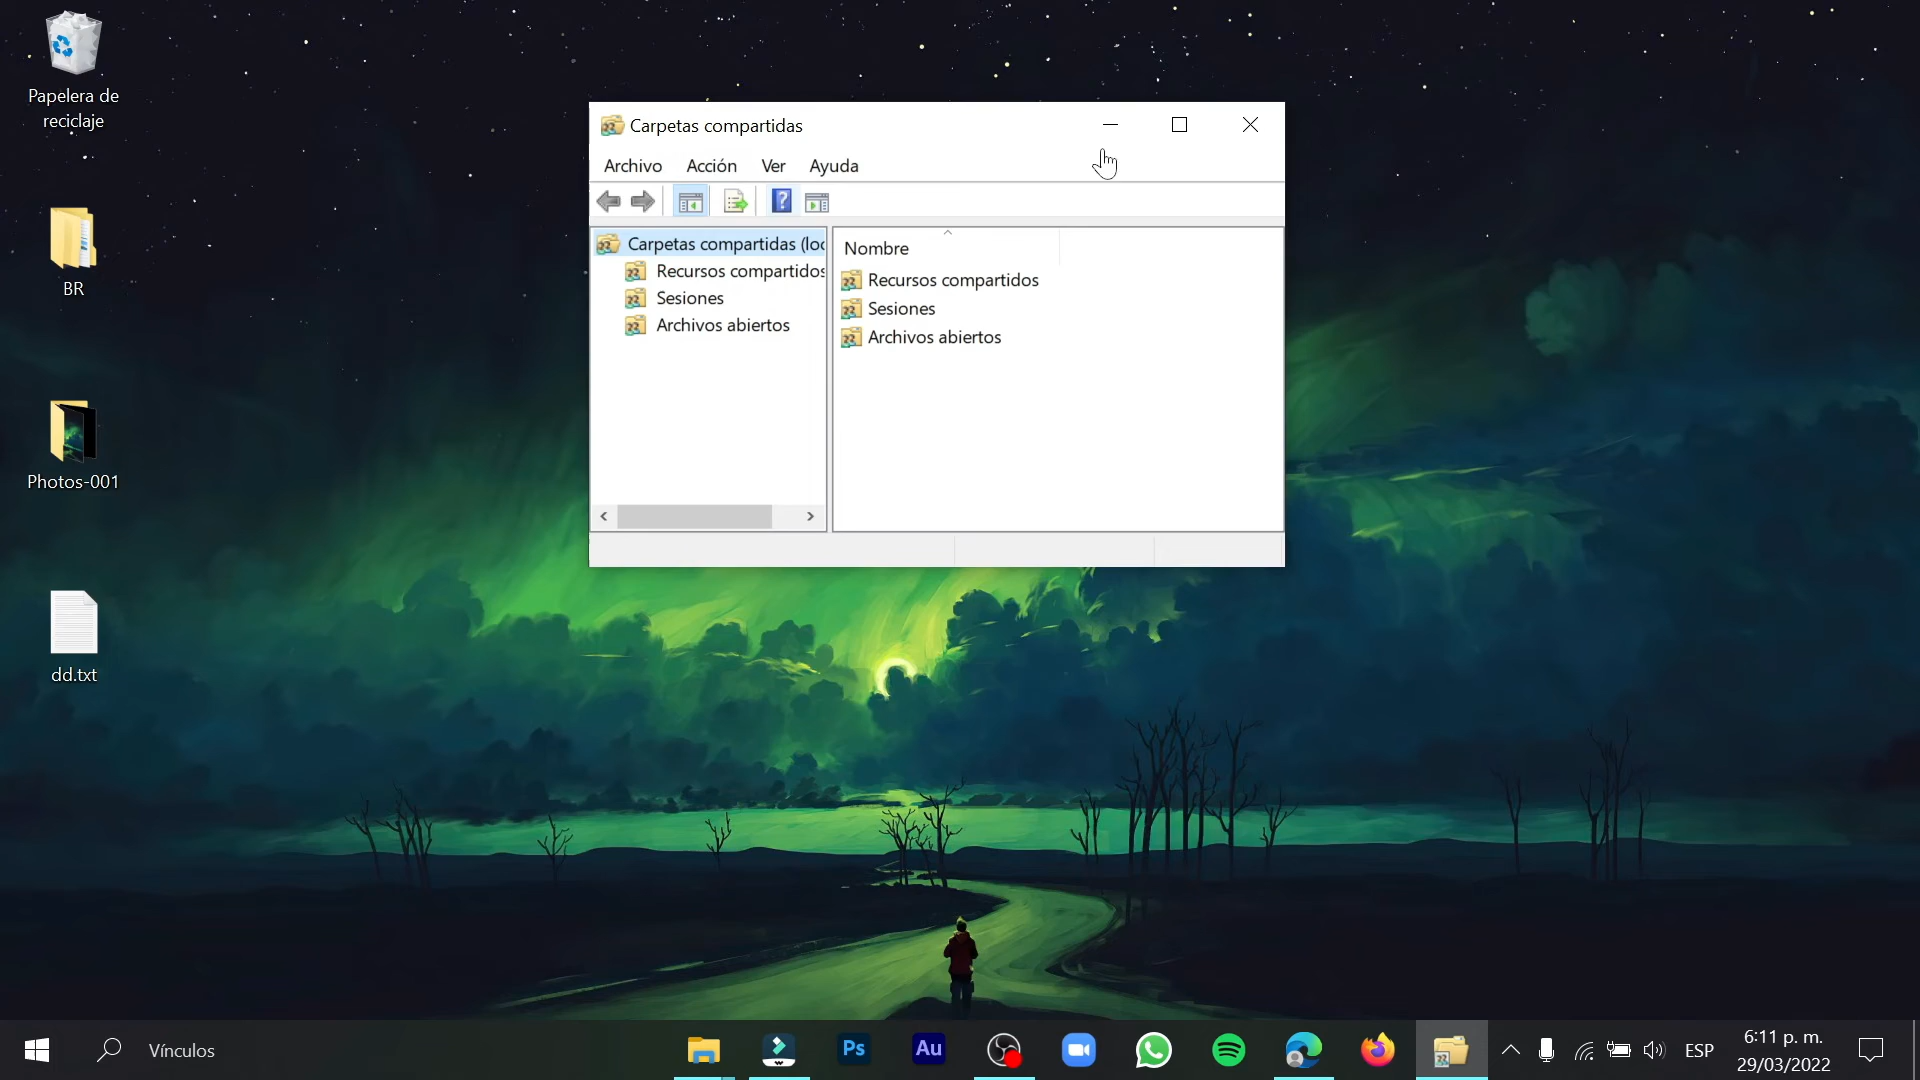 Papelera de
reciclaje
BR
Photos-001
dd.txt
Carpetas compartidas
Archivo Acción Ver Ayuda
Carpetas compartidas (loc
Recursos compartidos
Sesiones
Archivos abiertos
Nombre
Recursos compartidos
Sesiones
Archivos abiertos
Vínculos
Ps
Au
ESP
6:11 p. m.
29/03/2022